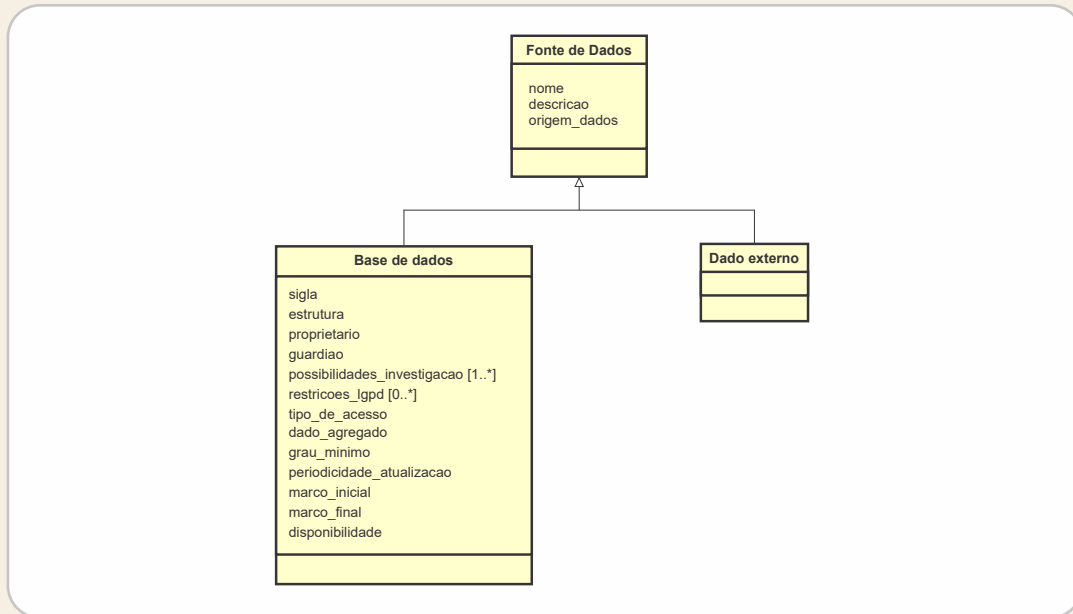 Fonte de Dados
nome
descricao
origem_dados
Base de dados
sigla
estrutura
proprietario
guardiao
possibilidades_investigacao [1..*]
restricoes_lgpd [0..*]
tipo_de_acesso
dado_agregado
grau_minimo
periodicidade_atualizacao
marco_inicial
marco_final
disponibilidade
Dado externo